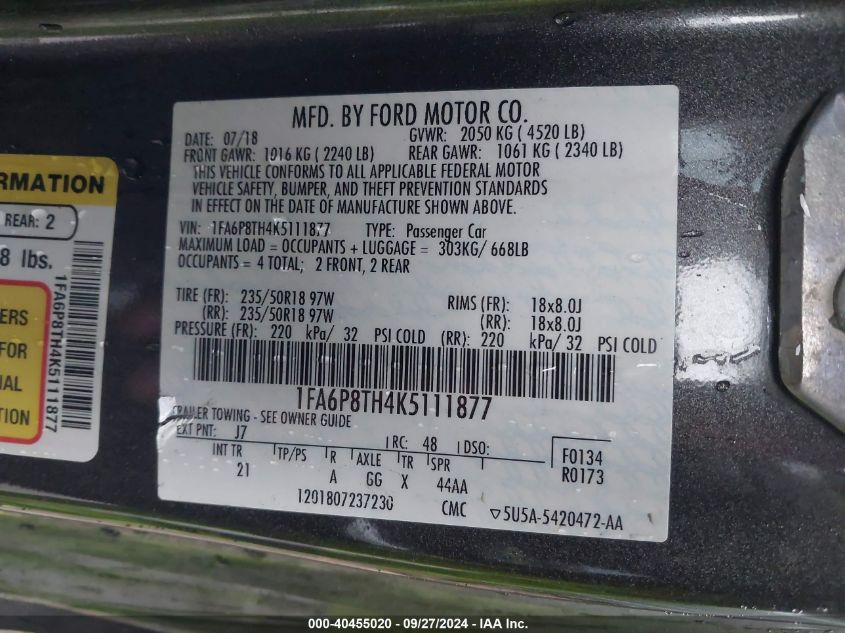 MFD. BY FORD MOTOR CO.
DATE: 07/18 GVWR: 2050 KG ( 4520 LB)
FRONT GAWR: 1016 KG ( 2240 LB) REAR GAWR: 1061 KG ( 2340 LB)
THIS VEHICLE CONFORMS TO ALL APPLICABLE FEDERAL MOTOR
VEHICLE SAFETY, BUMPER, AND THEFT PREVENTION STANDARDS
IN EFFECT ON THE DATE OF MANUFACTURE SHOWN ABOVE.
VIN: 1FA6P8TH4K5111877 TYPE: Passenger Car
MAXIMUM LOAD = OCCUPANTS + LUGGAGE = 303KG/ 668LB
OCCUPANTS = 4 TOTAL; 2 FRONT, 2 REAR
TIRE (FR): 235/50R18 97W RIMS (FR): 18x8.0J
(RR): 235/50R18 97W (RR): 18x8.0J
PRESSURE (FR): 220 kPa/ 32 PSI COLD (RR): 220 kPa/ 32 PSI COLD
1FA6P8TH4K5111877
TRAILER TOWING - SEE OWNER GUIDE
EXT PNT: J7 RC: 48 DSO: F0134
INT TR TP/PS R AXLE TR SPR R0173
21 A GG X 44AA
1201807237230 CMC ▽5U5A-5420472-AA
RMATION
REAR: 2
8 lbs.
ERS
FOR
IAL
TION
1FA6P8TH4K5111877
000-40455020 - 09/27/2024 - IAA Inc.